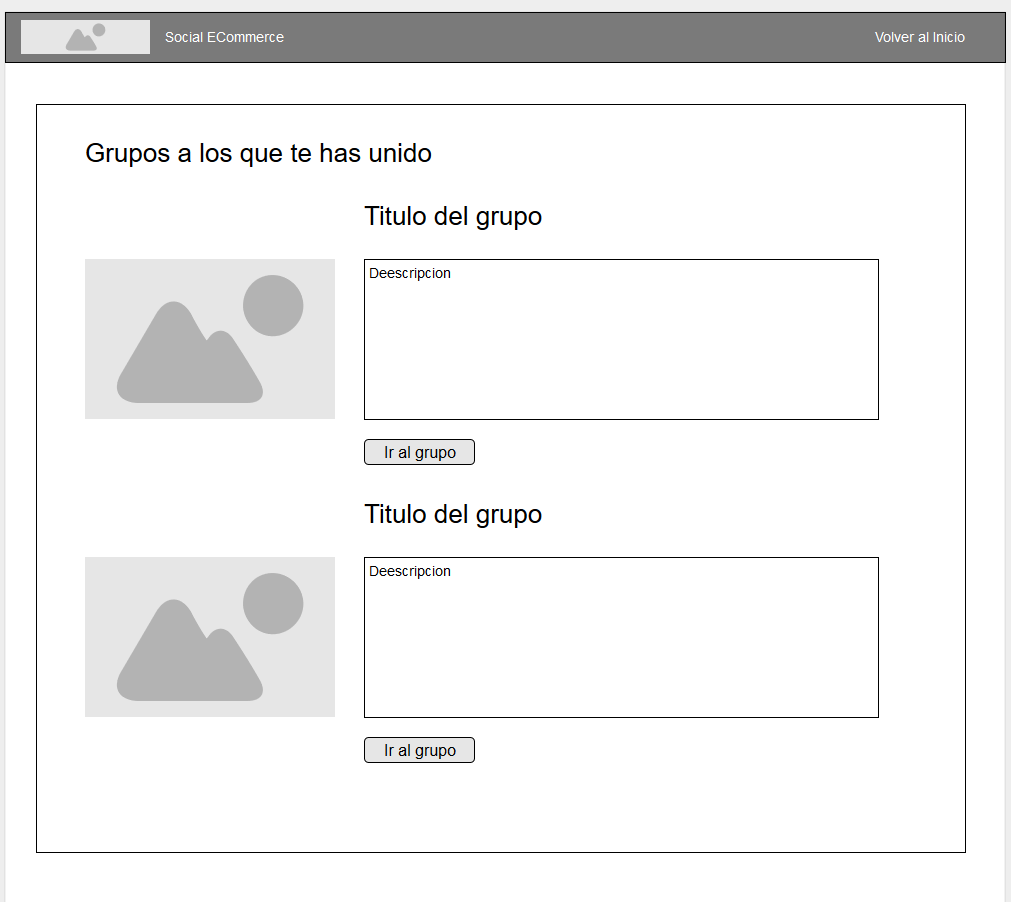 Social ECommerce
Volver al Inicio
Grupos a los que te has unido
Titulo del grupo
Deescripcion
Ir al grupo
Titulo del grupo
Deescripcion
Ir al grupo